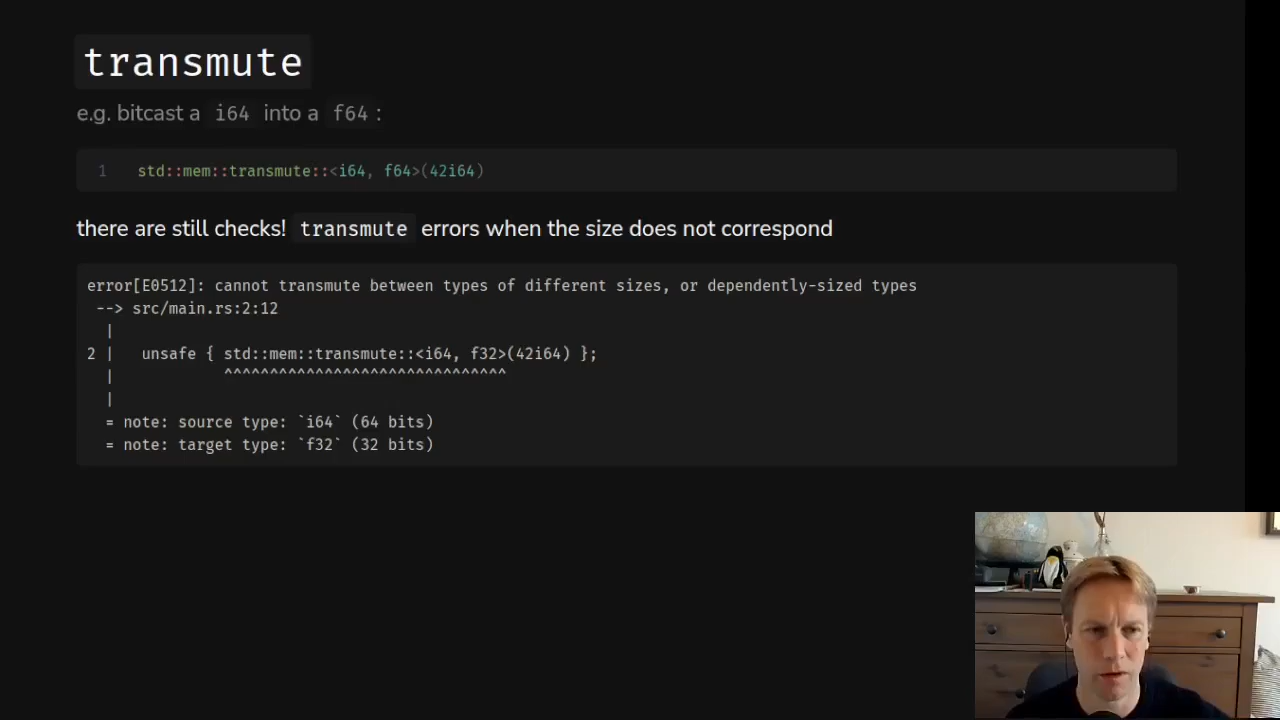 transmute
e.g. bitcast a i64 into a f64 :
1 std::mem::transmute::<i64, f64>(42i64)
there are still checks! transmute errors when the size does not correspond
error[E0512]: cannot transmute between types of different sizes, or dependently-sized types
 --> src/main.rs:2:12
  |
2 |   unsafe { std::mem::transmute::<i64, f32>(42i64) };
  |            ^^^^^^^^^^^^^^^^^^^^^^^^^^^^^^^
  |
  = note: source type: `i64` (64 bits)
  = note: target type: `f32` (32 bits)